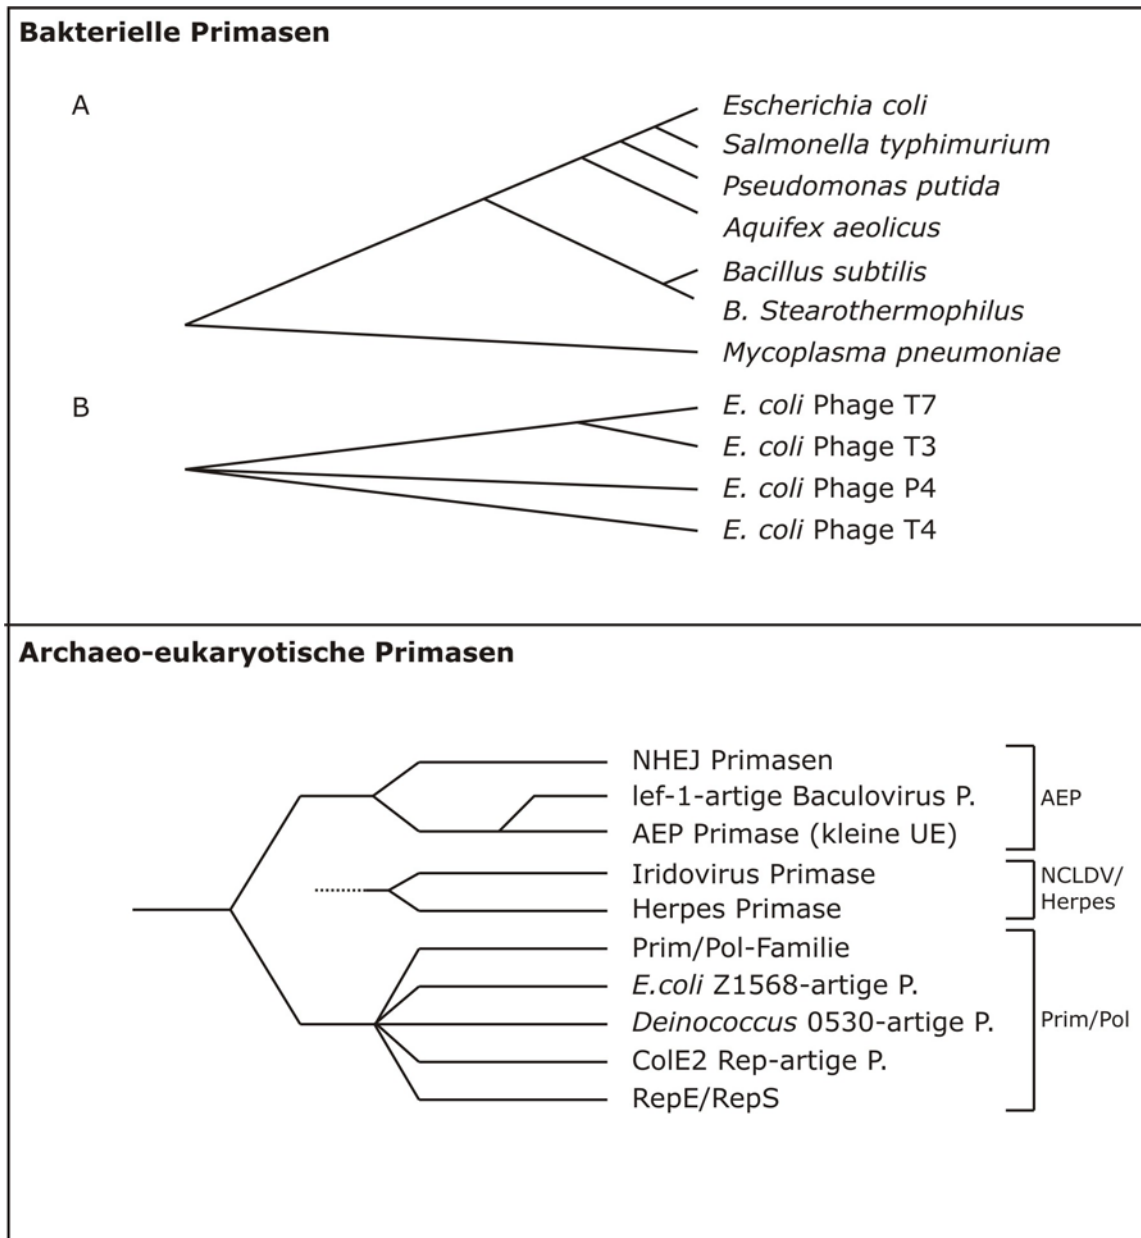 Bakterielle Primasen
A
Escherichia coli
Salmonella typhimurium
Pseudomonas putida
Aquifex aeolicus
Bacillus subtilis
B. Stearothermophilus
Mycoplasma pneumoniae
B
E. coli Phage T7
E. coli Phage T3
E. coli Phage P4
E. coli Phage T4
Archaeo-eukaryotische Primasen
NHEJ Primasen
lef-1-artige Baculovirus P.
AEP Primase (kleine UE)
AEP
Iridovirus Primase
Herpes Primase
NCLDV/
Herpes
Prim/Pol-Familie
E.coli Z1568-artige P.
Deinococcus 0530-artige P.
ColE2 Rep-artige P.
RepE/RepS
Prim/Pol